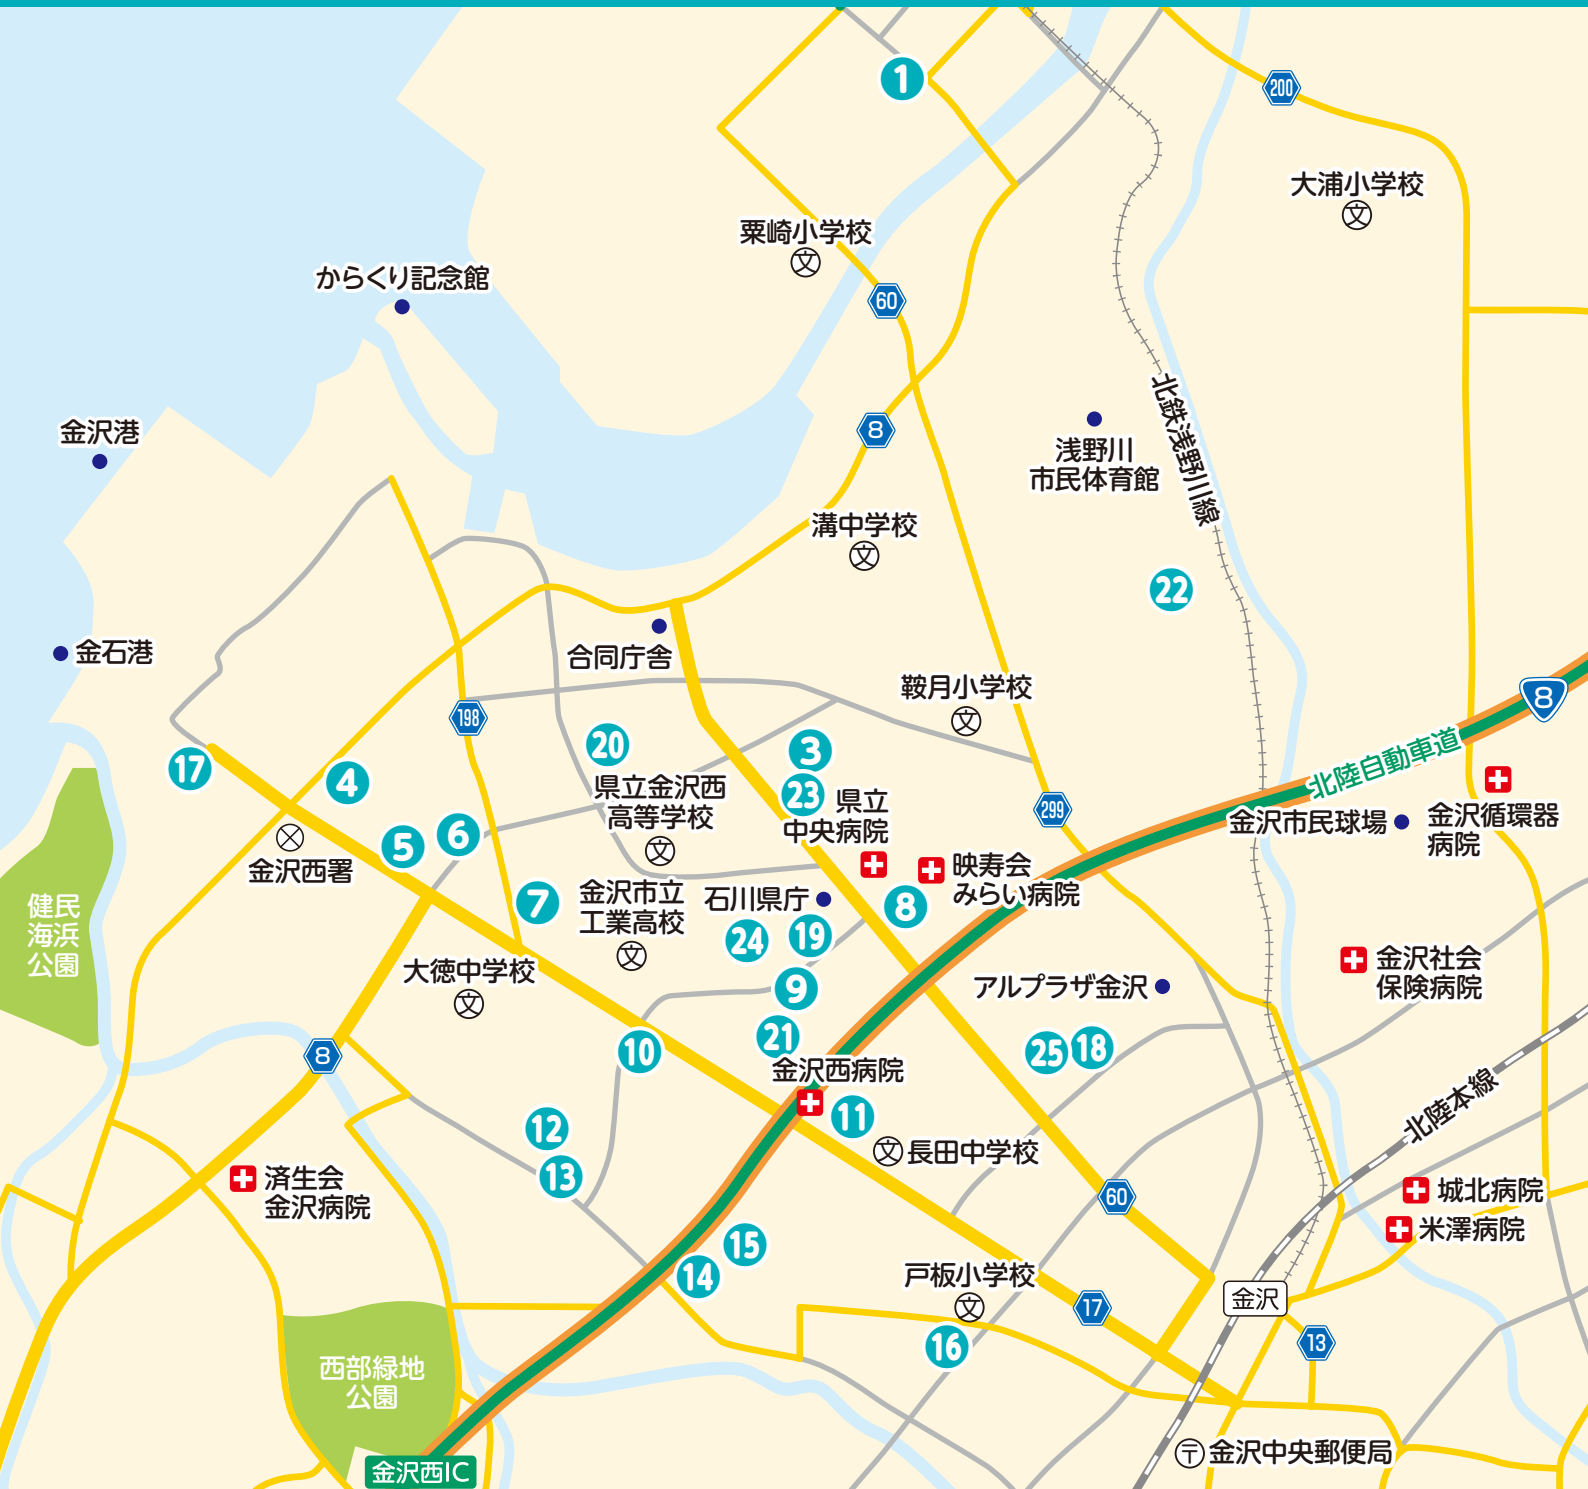 1
200
大浦小学校
粟崎小学校
文
文
からくり記念館
60
金沢港
8
北鉄浅野川線
浅野川
市民体育館
溝中学校
文
22
金石港
合同庁舎
鞍月小学校
文
8
198
17
4
20
3
23
県立
中央病院
県立金沢西
高等学校
文
北陸自動車道
299
金沢市民球場
金沢循環器
病院
5
6
金沢西署
映寿会
みらい病院
健民
海浜
公園
7
金沢市立
工業高校
文
石川県庁
8
24
19
大徳中学校
文
9
アルプラザ金沢
金沢社会
保険病院
8
10
21
25
18
金沢西病院
11
12
13
長田中学校
文
北陸本線
済生会
金沢病院
60
城北病院
米澤病院
15
14
戸板小学校
文
17
金沢
13
16
西部緑地
公園
金沢西IC
〒
金沢中央郵便局